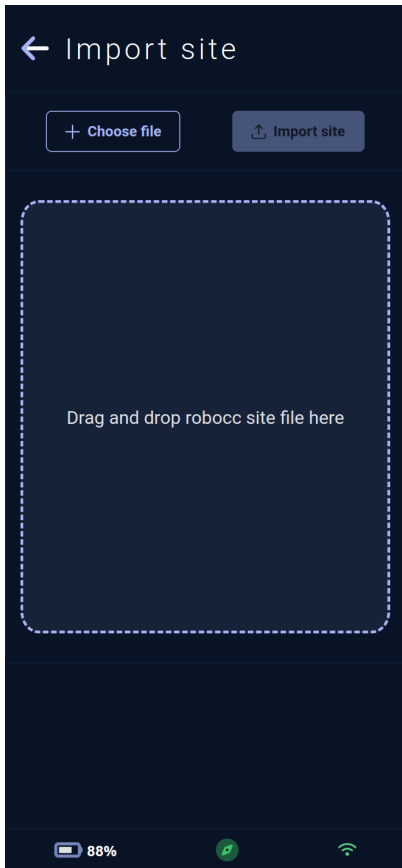 Import site
Choose file
Import site
Drag and drop robocc site file here
88%